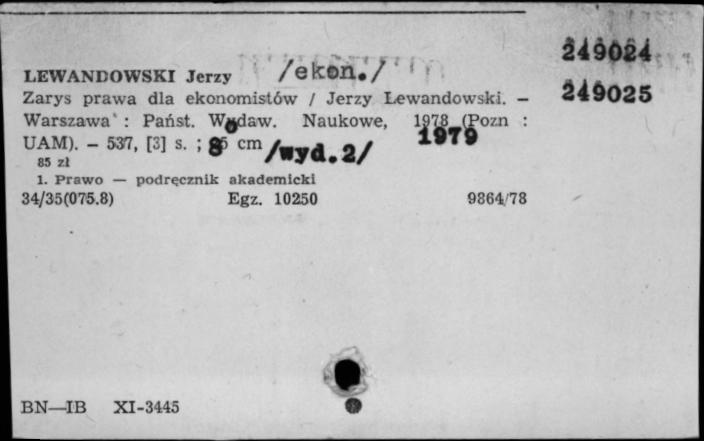 249024
LEWANDOWSKI Jerzy /ekon./
Zarys prawa dla ekonomistów / Jerzy Lewandowski. –
249025
Warszawa : Państ. Wydaw. Naukowe, 1978 (Pozn :
1979
UAM). – 537, [3] s. ; cm /wyd.2/
85 zł
1. Prawo — podręcznik akademicki
34/35(075.8) Egz. 10250 9864/78
BN—IB XI-3445